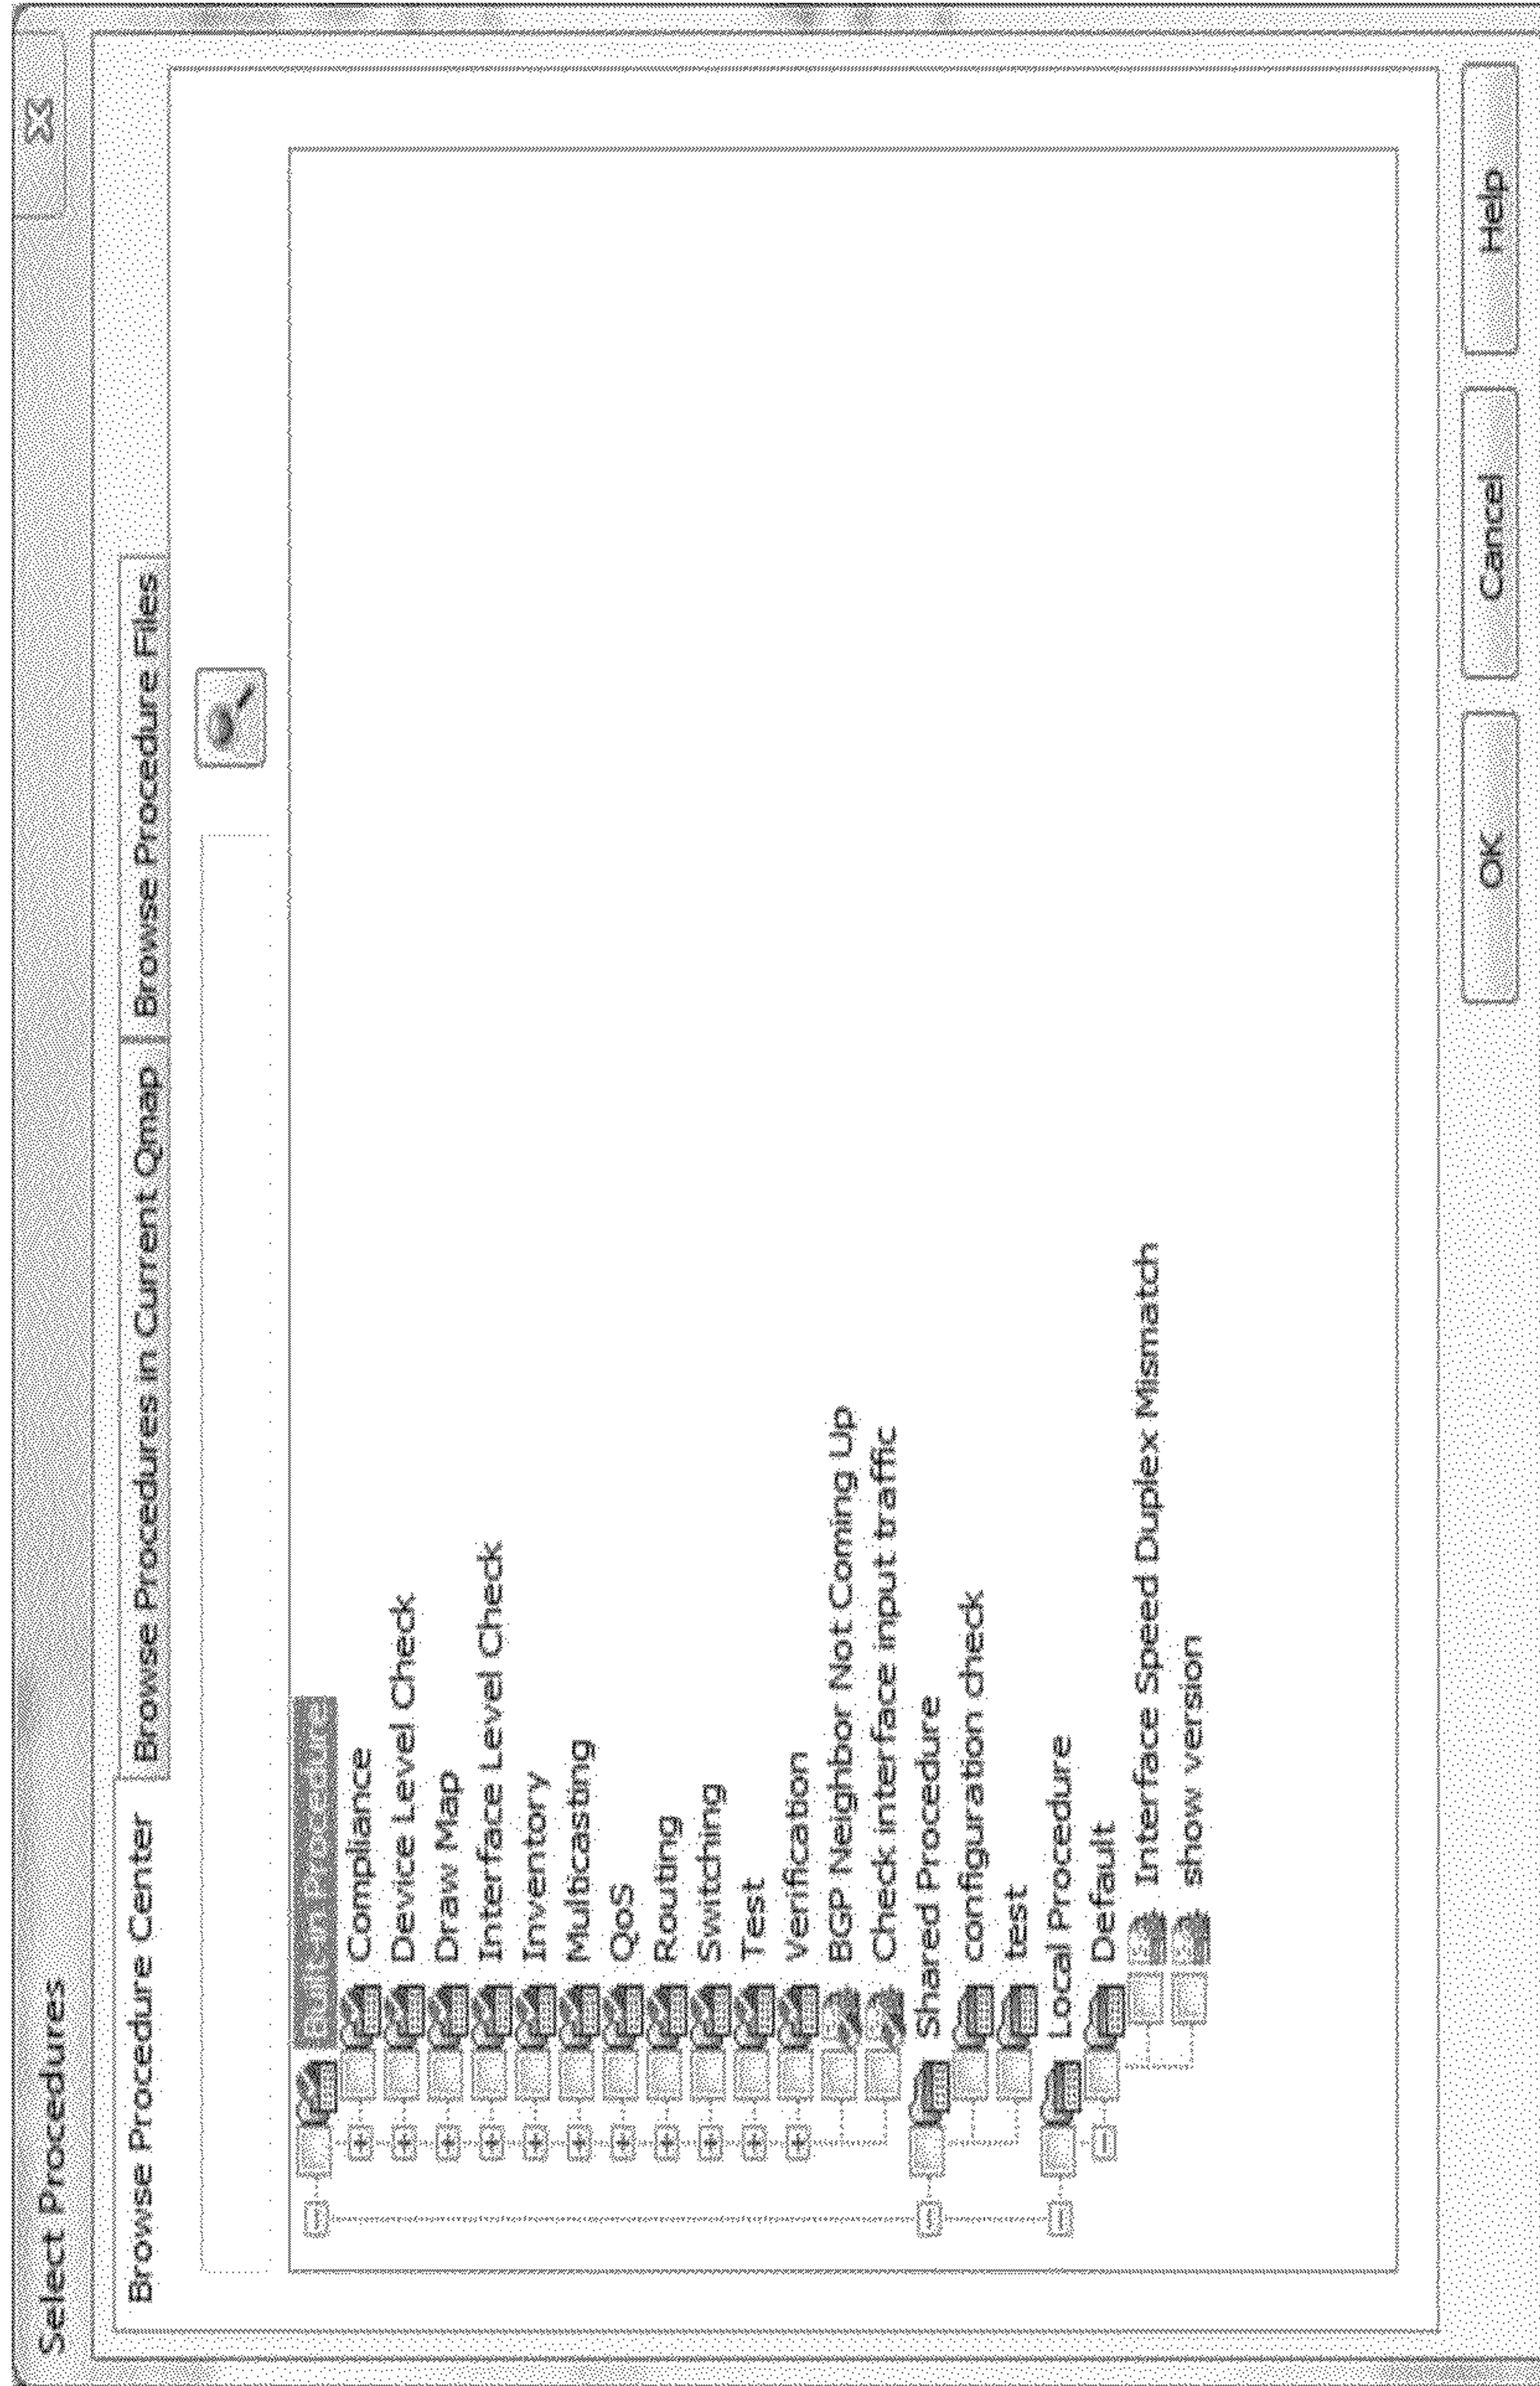 Select Procedures
Browse Procedure Center
Browse Procedures in Current Qmap
Browse Procedure Files
Built-in Procedure
Compliance
Device Level Check
Draw Map
Interface Level Check
Inventory
Multicasting
QoS
Routing
Switching
Test
Verification
BGP Neighbor Not Coming Up
Check interface input traffic
Shared Procedure
configuration check
test
Local Procedure
Default
Interface Speed Duplex Mismatch
show version
OK
Cancel
Help